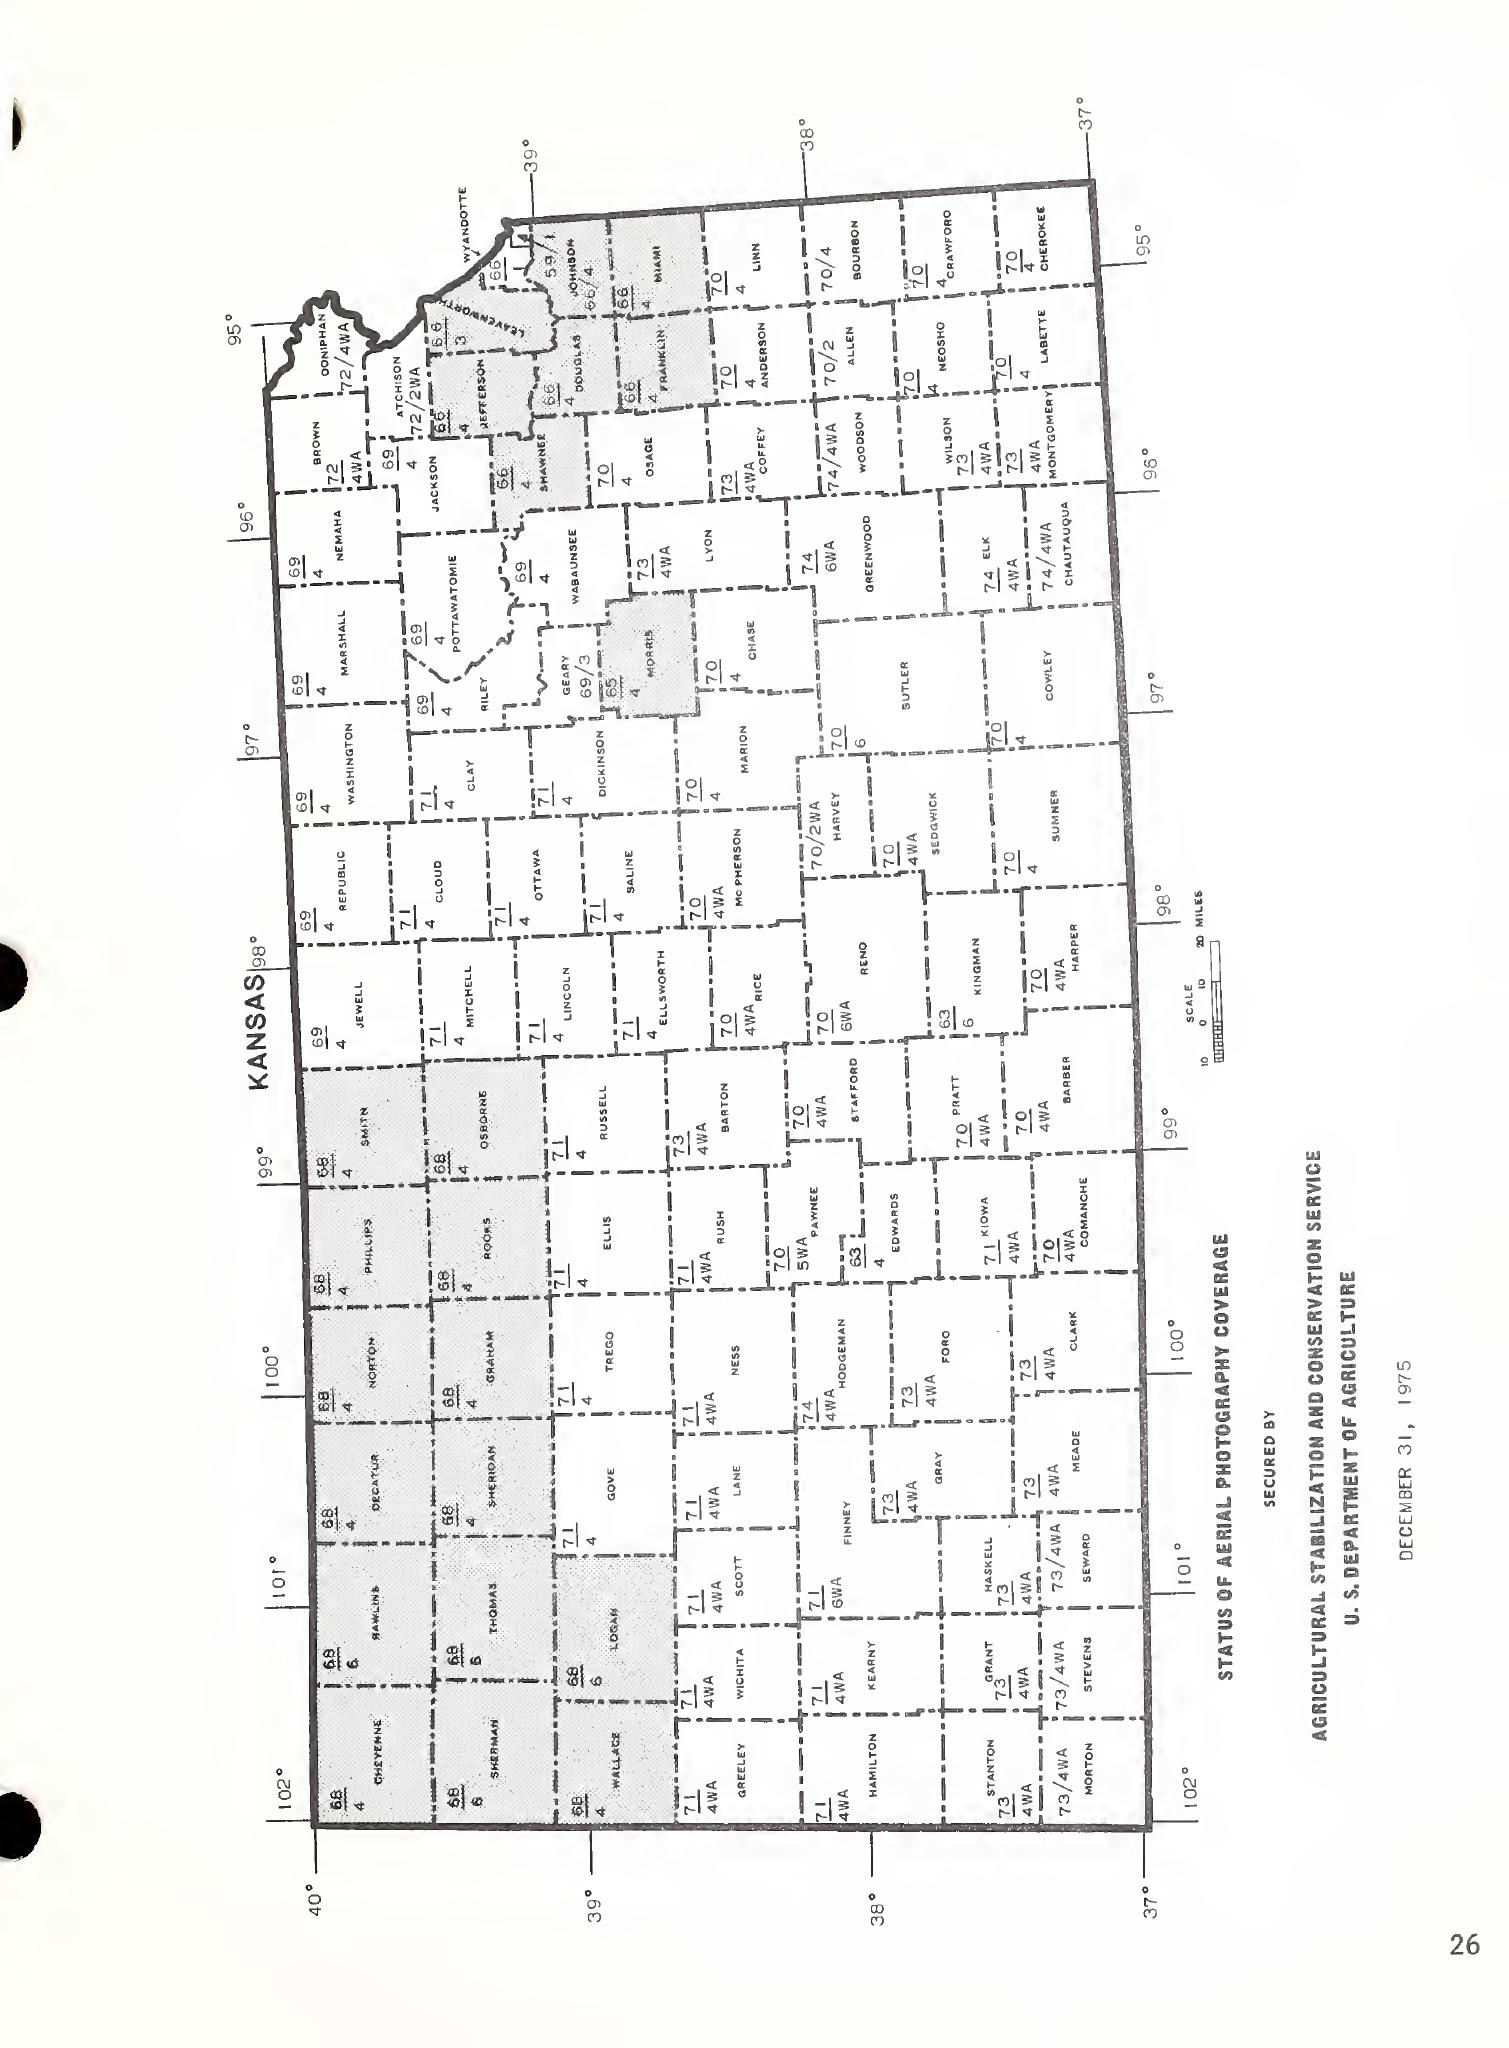 KANSAS
102°
101°
100°
99°
98°
97°
96°
95°
40°
39°
38°
37°
39°
38°
37°
102°
101°
100°
99°
98°
97°
96°
95°
68
4
CHEYENNE
68
6
RAWLINS
68
4
DECATUR
68
4
NORTON
68
4
PHILLIPS
68
4
SMITH
69
4
JEWELL
69
4
REPUBLIC
69
4
WASHINGTON
69
4
MARSHALL
69
4
NEMAHA
BROWN
72
4WA
DONIPHAN
72/4WA
68
6
SHERMAN
68
6
THOMAS
68
4
SHERIDAN
68
4
GRAHAM
68
4
ROOKS
68
4
OSBORNE
71
4
MITCHELL
71
4
CLOUD
71
4
CLAY
69
4
RILEY
69
4
POTTAWATOMIE
69
4
JACKSON
ATCHISON
72/2WA
66
4
JEFFERSON
68
3
LEAVENWORTH
WYANDOTTE
66
59/1
68
4
WALLACE
68
6
LOGAN
71
4
GOVE
71
4
TREGO
71
4
ELLIS
71
4
RUSSELL
71
4
LINCOLN
71
4
OTTAWA
71
4
DICKINSON
GEARY
69/3
69
4
WABAUNSEE
66
4
SHAWNEE
66
4
DOUGLAS
JOHNSON
66/4
71
4
ELLSWORTH
71
4
SALINE
65
4
MORRIS
70
4
OSAGE
66
4
FRANKLIN
66
4
MIAMI
71
4WA
GREELEY
71
4WA
WICHITA
71
4WA
SCOTT
71
4WA
LANE
71
4WA
NESS
71
4WA
RUSH
73
4WA
BARTON
70
4WA
RICE
70
4WA
McPHERSON
70
4
MARION
70
4
CHASE
73
4WA
LYON
73
4WA
COFFEY
70
4
ANDERSON
70
4
LINN
71
4WA
HAMILTON
71
4WA
KEARNY
71
6WA
FINNEY
74
4WA
HODGEMAN
70
5WA
PAWNEE
70
4WA
STAFFORD
70
6WA
RENO
70/2WA
HARVEY
70
6
BUTLER
74
6WA
GREENWOOD
74/4WA
WOODSON
70/2
ALLEN
70/4
BOURBON
73
4WA
GRAY
73
4WA
FORD
63
4
EDWARDS
70
4WA
SEDGWICK
STANTON
73
4WA
GRANT
73
4WA
HASKELL
73
4WA
71
4WA
KIOWA
70
4WA
PRATT
63
6
KINGMAN
74
4WA
ELK
WILSON
73
4WA
70
4
NEOSHO
70
4
CRAWFORD
73/4WA
MORTON
73/4WA
STEVENS
73/4WA
SEWARD
73
4WA
MEADE
73
4WA
CLARK
70
4WA
COMANCHE
70
4WA
BARBER
70
4WA
HARPER
70
4
SUMNER
70
4
COWLEY
74/4WA
CHAUTAUQUA
73
4WA
MONTGOMERY
70
4
LABETTE
70
4
CHEROKEE
SCALE
10 0 10 20 MILES
STATUS OF AERIAL PHOTOGRAPHY COVERAGE
SECURED BY
AGRICULTURAL STABILIZATION AND CONSERVATION SERVICE
U. S. DEPARTMENT OF AGRICULTURE
DECEMBER 31, 1975
26